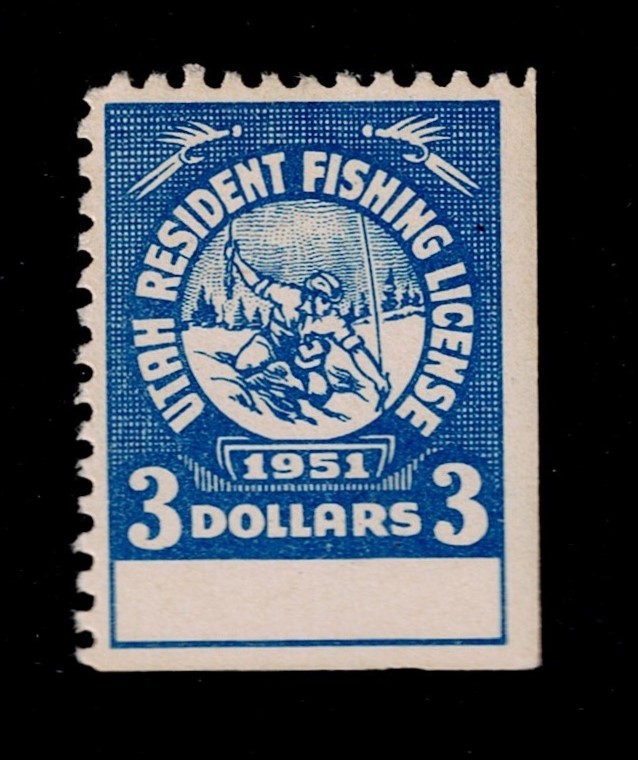 UTAH RESIDENT FISHING LICENSE
1951
3 DOLLARS 3